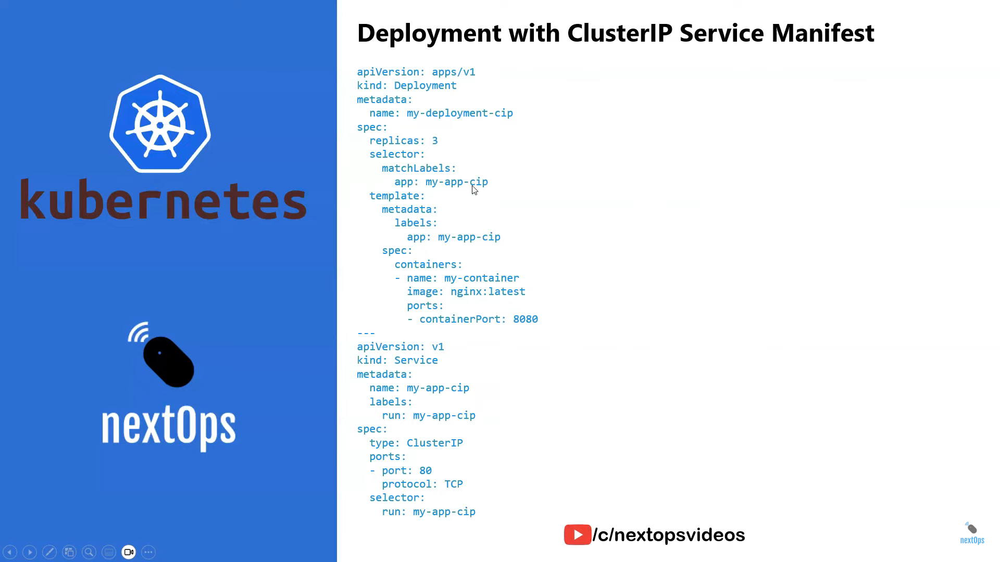 kubernetes
nextOps
Deployment with ClusterIP Service Manifest
apiVersion: apps/v1
kind: Deployment
metadata:
  name: my-deployment-cip
spec:
  replicas: 3
  selector:
    matchLabels:
      app: my-app-cip
  template:
    metadata:
      labels:
        app: my-app-cip
    spec:
      containers:
      - name: my-container
        image: nginx:latest
        ports:
        - containerPort: 8080
---
apiVersion: v1
kind: Service
metadata:
  name: my-app-cip
  labels:
    run: my-app-cip
spec:
  type: ClusterIP
  ports:
  - port: 80
    protocol: TCP
  selector:
    run: my-app-cip
/c/nextopsvideos
nextOps